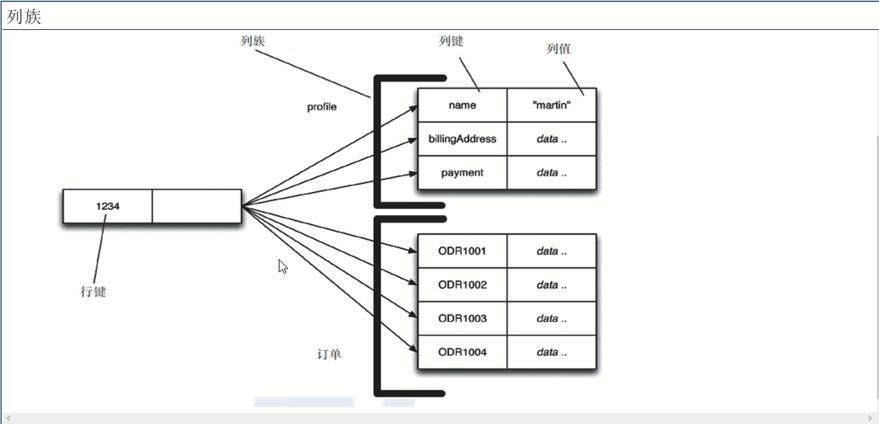 列族
列族
列键
列值
profile
name
"martin"
billingAddress
data ..
payment
data ..
1234
行键
ODR1001
data ..
ODR1002
data ..
ODR1003
data ..
ODR1004
data ..
订单